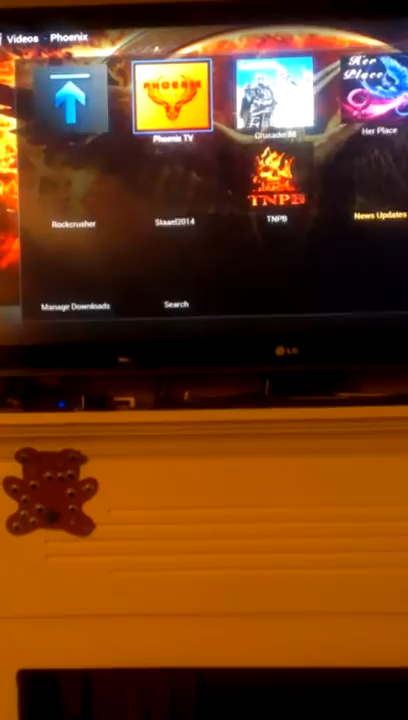 Videos - Phoenix
PHOENIX
Her
Place
Phoenix TV
Crusader88
Her Place
TNPB
Rockcrusher
Staael2014
TNPB
News Updates
Manage Downloads
Search
LG